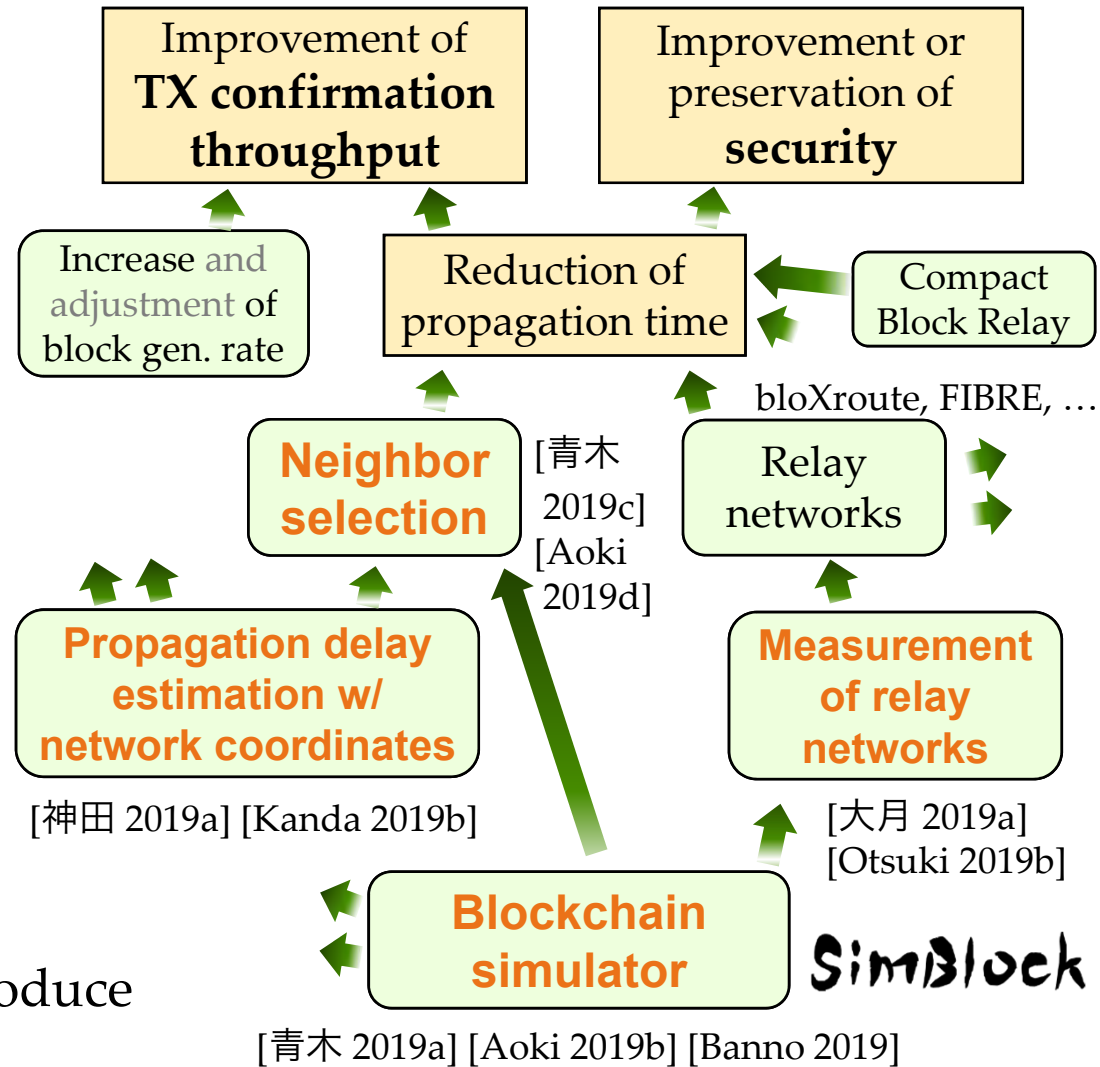 Improvement of
TX confirmation
throughput
Improvement or
preservation of
security
Increase and
adjustment of
block gen. rate
Reduction of
propagation time
Compact
Block Relay
bloXroute, FIBRE, …
Neighbor
selection
[青木
2019c]
[Aoki
2019d]
Relay
networks
Propagation delay
estimation w/
network coordinates
Measurement
of relay
networks
[神田 2019a] [Kanda 2019b]
[大月 2019a]
[Otsuki 2019b]
Blockchain
simulator
SimBlock
oduce
[青木 2019a] [Aoki 2019b] [Banno 2019]